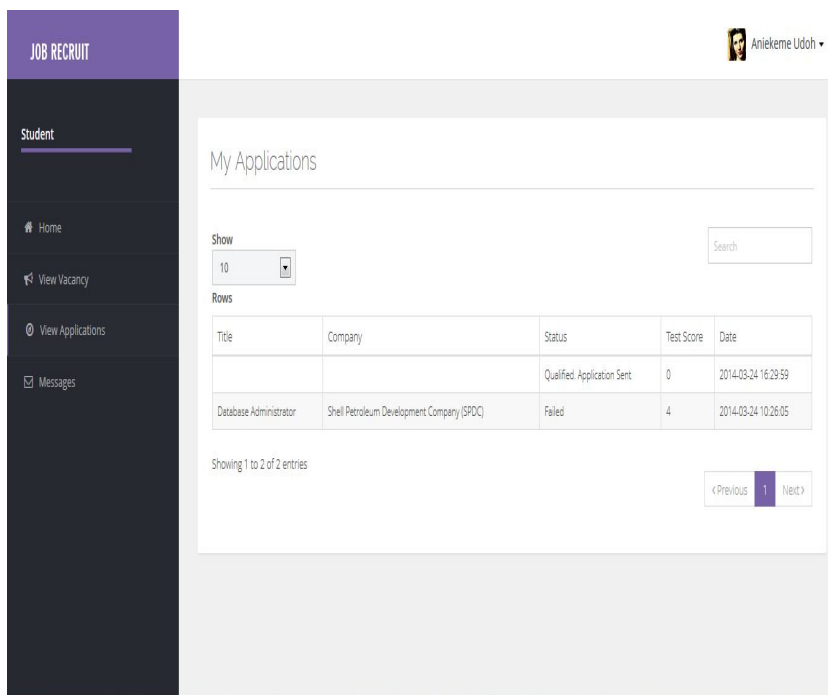 JOB RECRUIT
Aniekeme Udoh
Student
Home
View Vacancy
View Applications
Messages
My Applications
Show
10
Rows
Search
Title Company Status Test Score Date
Qualified. Application Sent 0 2014-03-24 16:29:59
Database Administrator Shell Petroleum Development Company (SPDC) Failed 4 2014-03-24 10:26:05
Showing 1 to 2 of 2 entries
< Previous 1 Next >